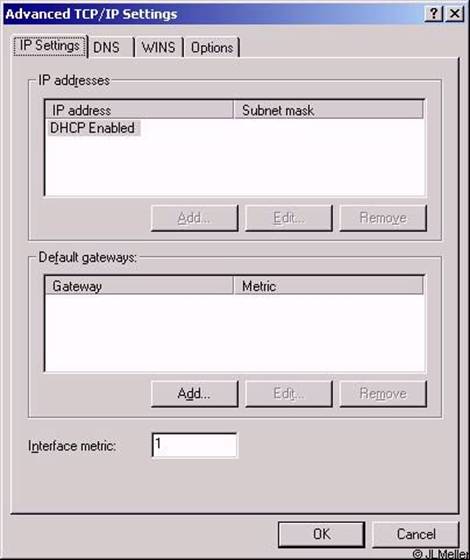 Advanced TCP/IP Settings
IP Settings DNS WINS Options
IP addresses
IP address Subnet mask
DHCP Enabled
Add... Edit... Remove
Default gateways:
Gateway Metric
Add... Edit... Remove
Interface metric: 1
OK Cancel
© JLMeller